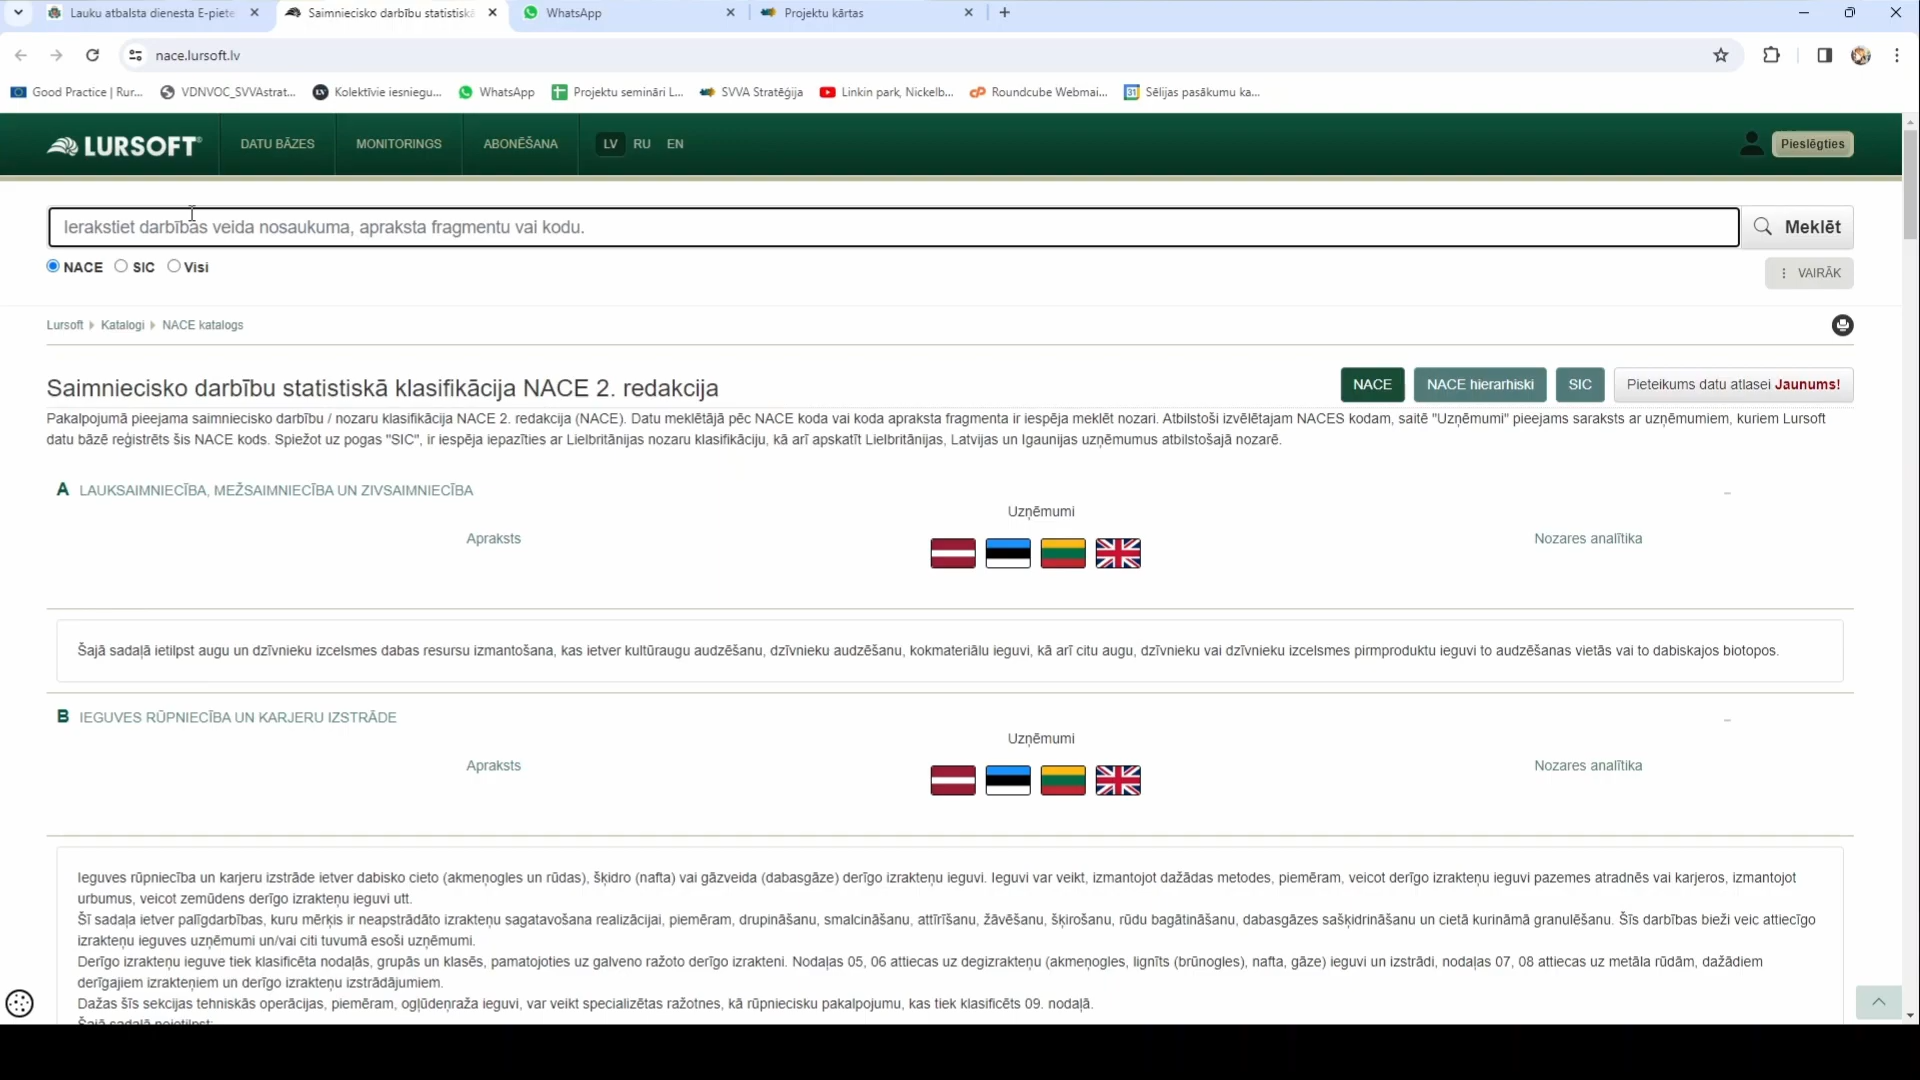 Lauku atbalsta dienesta E-piete
Saimniecisko darbību statistisk
WhatsApp
Projektu kārtas
nace.lursoft.lv
Good Practice | Rur...
VDNVOC_SVVAstrat...
Kolektīvie iesniegu...
WhatsApp
Projektu semināri L...
SVVA Stratēģija
Linkin park, Nickelb...
Roundcube Webmai...
Sēlijas pasākumu ka...
LURSOFT
DATU BĀZES
MONITORINGS
ABONĒŠANA
LV
RU
EN
Pieslēgties
Ierakstiet darbības veida nosaukuma, apraksta fragmentu vai kodu.
Meklēt
NACE
SIC
Visi
VAIRĀK
Lursoft
Katalogi
NACE katalogs
Saimniecisko darbību statistiskā klasifikācija NACE 2. redakcija
NACE
NACE hierarhiski
SIC
Pieteikums datu atlasei Jaunums!
Pakalpojumā pieejama saimniecisko darbību / nozaru klasifikācija NACE 2. redakcija (NACE). Datu meklētājā pēc NACE koda vai koda apraksta fragmenta ir iespēja meklēt nozari. Atbilstoši izvēlētajam NACES kodam, saitē "Uzņēmumi" pieejams saraksts ar uzņēmumiem, kuriem Lursoft
datu bāzē reģistrēts šis NACE kods. Spiežot uz pogas "SIC", ir iespēja iepazīties ar Lielbritānijas nozaru klasifikāciju, kā arī apskatīt Lielbritānijas, Latvijas un Igaunijas uzņēmumus atbilstošajā nozarē.
A LAUKSAIMNIECĪBA, MEŽSAIMNIECĪBA UN ZIVSAIMNIECĪBA
Uzņēmumi
Apraksts
Nozares analītika
Šajā sadaļā ietilpst augu un dzīvnieku izcelsmes dabas resursu izmantošana, kas ietver kultūraugu audzēšanu, dzīvnieku audzēšanu, kokmateriālu ieguvi, kā arī citu augu, dzīvnieku vai dzīvnieku izcelsmes pirmproduktu ieguvi to audzēšanas vietās vai to dabiskajos biotopos.
B IEGUVES RŪPNIECĪBA UN KARJERU IZSTRĀDE
Uzņēmumi
Apraksts
Nozares analītika
Ieguves rūpniecība un karjeru izstrāde ietver dabisko cieto (akmeņogles un rūdas), šķidro (nafta) vai gāzveida (dabasgāze) derīgo izrakteņu ieguvi. Ieguvi var veikt, izmantojot dažādas metodes, piemēram, veicot derīgo izrakteņu ieguvi pazemes atradnēs vai karjeros, izmantojot
urbumus, veicot zemūdens derīgo izrakteņu ieguvi utt.
Šī sadaļa ietver palīgdarbības, kuru mērķis ir neapstrādāto izrakteņu sagatavošana realizācijai, piemēram, drupināšanu, smalcināšanu, attīrīšanu, žāvēšanu, šķirošanu, rūdu bagātināšanu, dabasgāzes sašķidrināšanu un cietā kurināmā granulēšanu. Šīs darbības bieži veic attiecīgo
izrakteņu ieguves uzņēmumi un/vai citi tuvumā esoši uzņēmumi.
Derīgo izrakteņu ieguve tiek klasificēta nodaļās, grupās un klasēs, pamatojoties uz galveno ražoto derīgo izrakteni. Nodaļas 05, 06 attiecas uz degizrakteņu (akmeņogles, lignīts (brūnogles), nafta, gāze) ieguvi un izstrādi, nodaļas 07, 08 attiecas uz metāla rūdām, dažādiem
derīgajiem izrakteņiem un derīgo izrakteņu izstrādājumiem.
Dažas šīs sekcijas tehniskās operācijas, piemēram, ogļūdeņraža ieguvi, var veikt specializētas ražotnes, kā rūpniecisku pakalpojumu, kas tiek klasificēts 09. nodaļā.
Šajā sadaļā neietilpst: